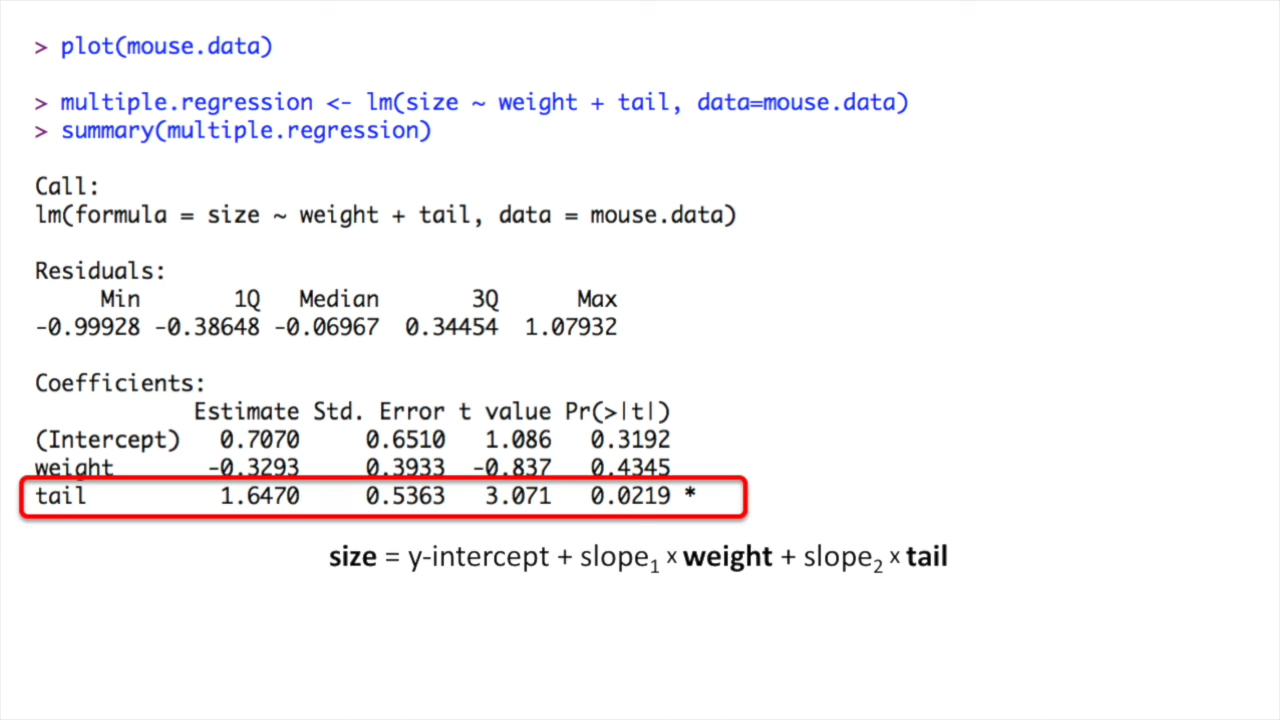 > plot(mouse.data)
> multiple.regression <- lm(size ~ weight + tail, data=mouse.data)
> summary(multiple.regression)
Call:
lm(formula = size ~ weight + tail, data = mouse.data)
Residuals:
Min 1Q Median 3Q Max
-0.99928 -0.38648 -0.06967 0.34454 1.07932
Coefficients:
Estimate Std. Error t value Pr(>|t|)
(Intercept) 0.7070 0.6510 1.086 0.3192
weight -0.3293 0.3933 -0.837 0.4345
tail 1.6470 0.5363 3.071 0.0219 *
size = y-intercept + slope₁ x weight + slope₂ x tail